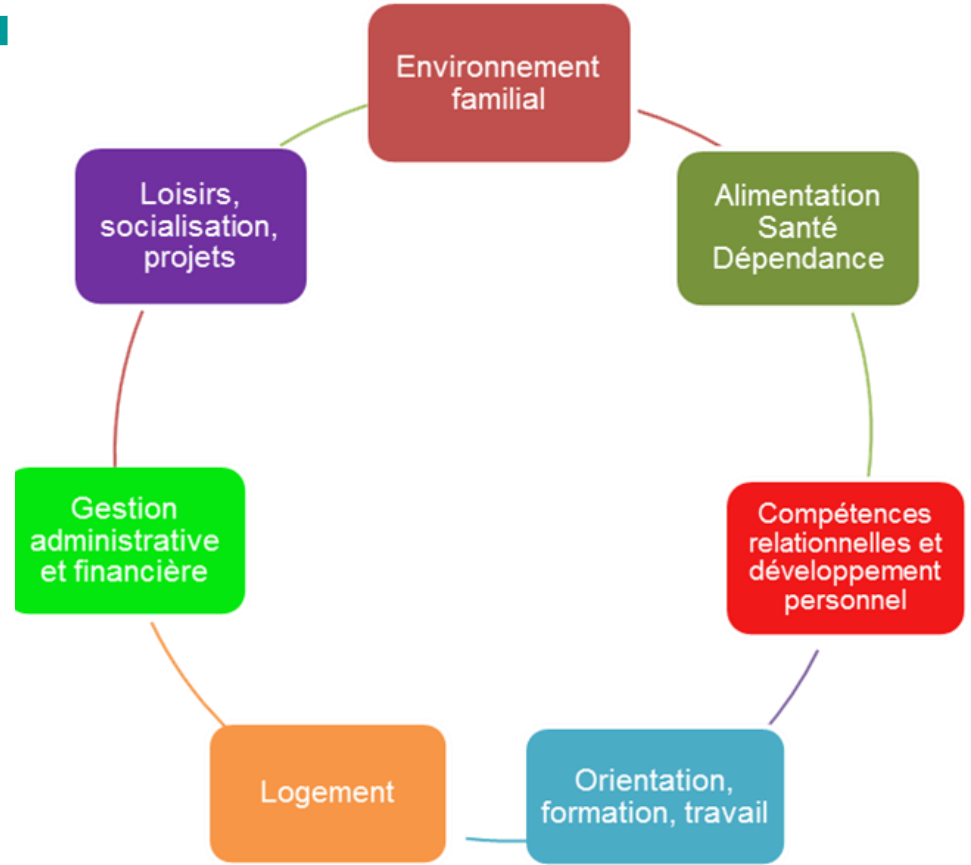 Environnement
familial
Alimentation
Santé
Dépendance
Compétences
relationnelles et
développement
personnel
Orientation,
formation, travail
Logement
Gestion
administrative
et financière
Loisirs,
socialisation,
projets